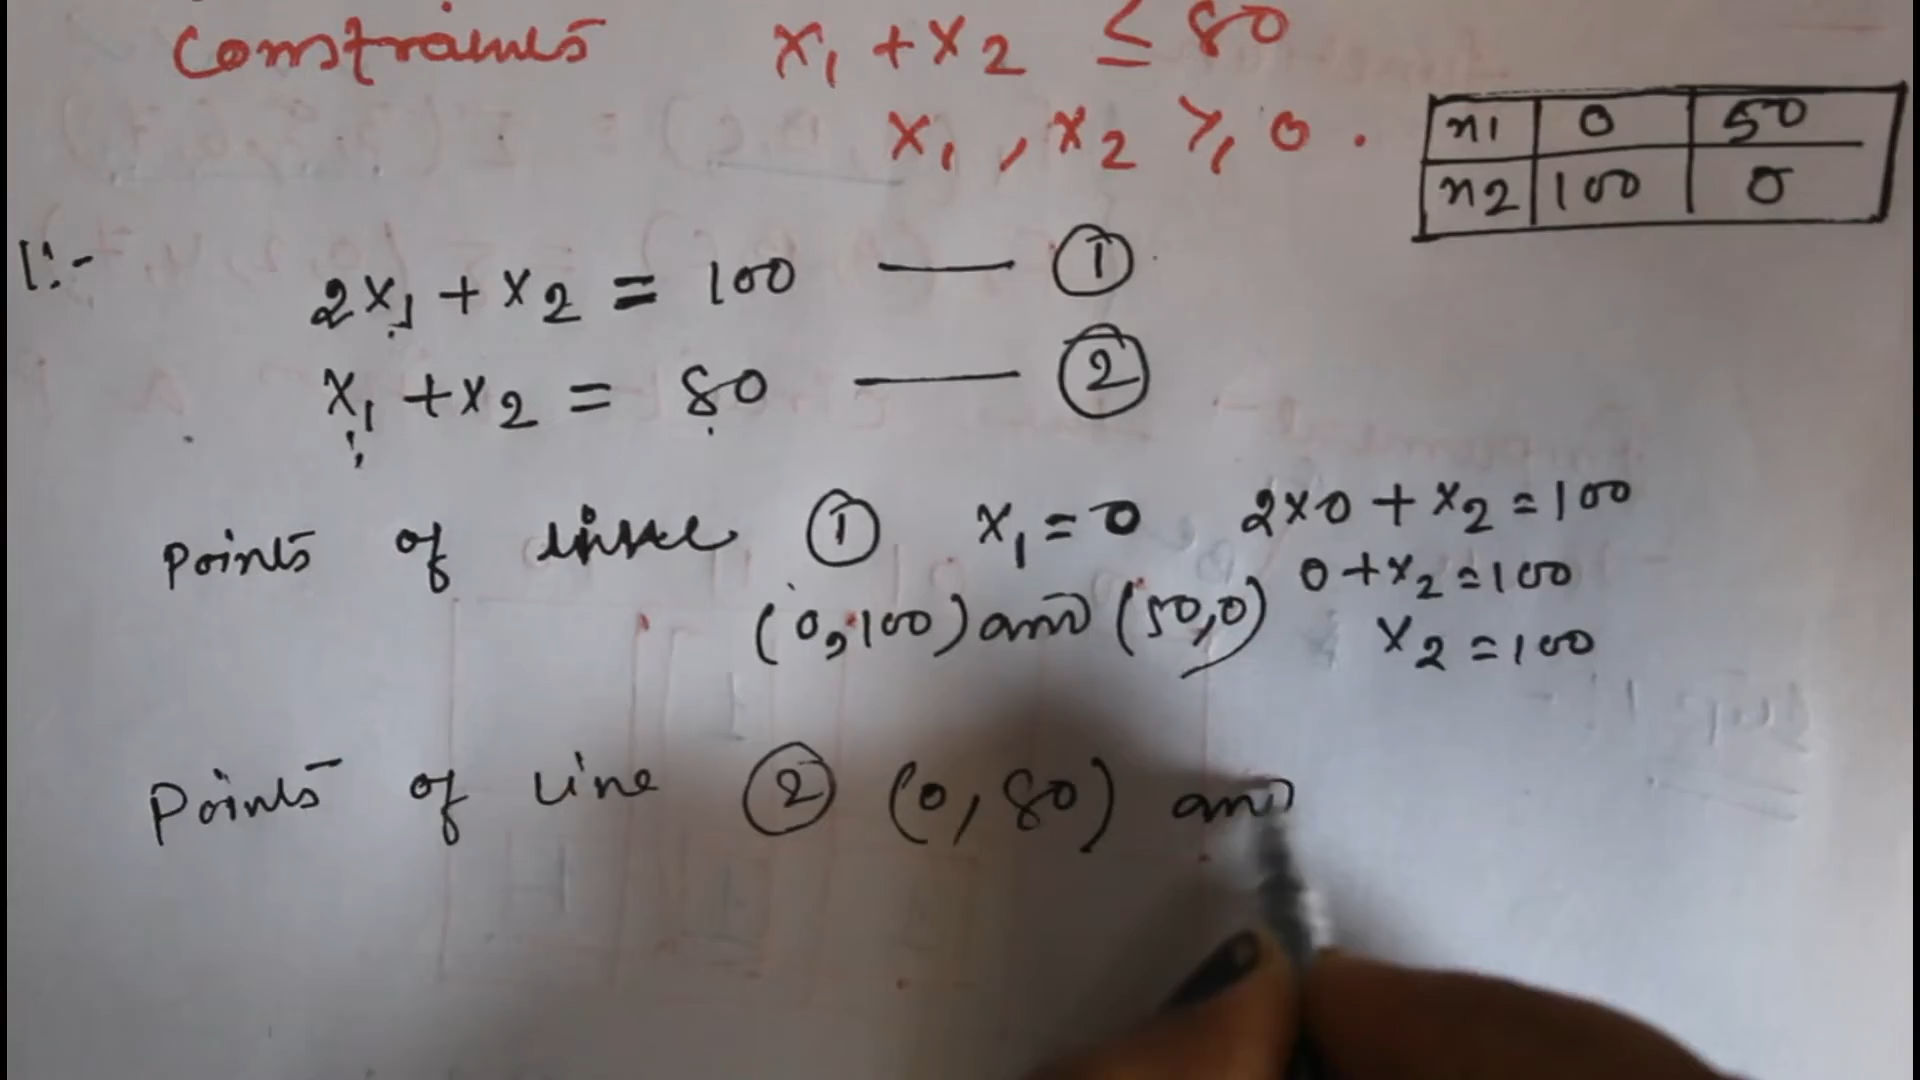 Constraints x1 + x2 ≤ 80
x1 , x2 ≥ 0 .
x1 0 50
x2 100 0
1:-
2x1 + x2 = 100 —— ①
x1 + x2 = 80 —— ②
Points of line ① x1 = 0 2x0 + x2 = 100
0 + x2 = 100
(0,100) and (50,0)
x2 = 100
Points of line ② (0, 80) and